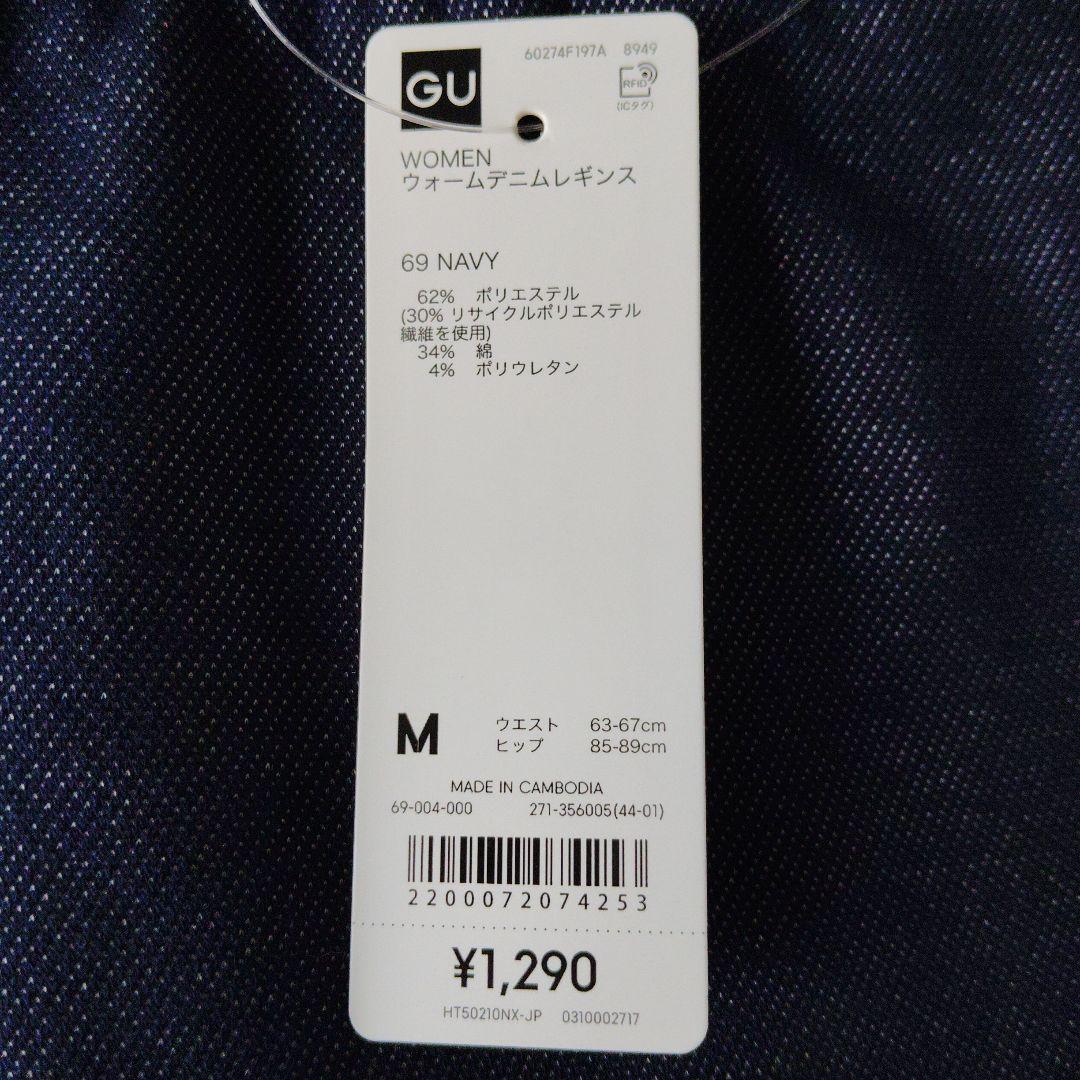 60274F197A 8949
GU
RFID
(ICタグ)
WOMEN
ウォームデニムレギンス
69 NAVY
62% ポリエステル
(30% リサイクルポリエステル
繊維を使用)
34% 綿
4% ポリウレタン
M ウエスト 63-67cm
ヒップ 85-89cm
MADE IN CAMBODIA
69-004-000 271-356005(44-01)
2200072074253
¥1,290
HT50210NX-JP 0310002717